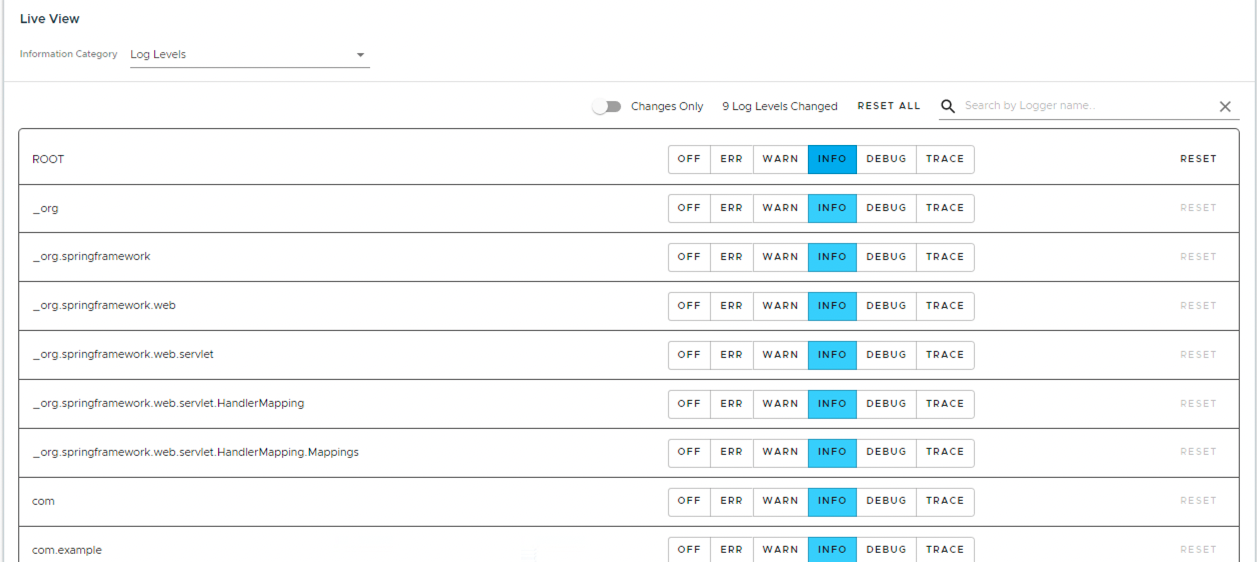 Live View
Information Category Log Levels
Changes Only 9 Log Levels Changed RESET ALL Search by Logger name..
ROOT OFF ERR WARN INFO DEBUG TRACE RESET
_org OFF ERR WARN INFO DEBUG TRACE RESET
_org.springframework OFF ERR WARN INFO DEBUG TRACE RESET
_org.springframework.web OFF ERR WARN INFO DEBUG TRACE RESET
_org.springframework.web.servlet OFF ERR WARN INFO DEBUG TRACE RESET
_org.springframework.web.servlet.HandlerMapping OFF ERR WARN INFO DEBUG TRACE RESET
_org.springframework.web.servlet.HandlerMapping.Mappings OFF ERR WARN INFO DEBUG TRACE RESET
com OFF ERR WARN INFO DEBUG TRACE RESET
com.example OFF ERR WARN INFO DEBUG TRACE RESET